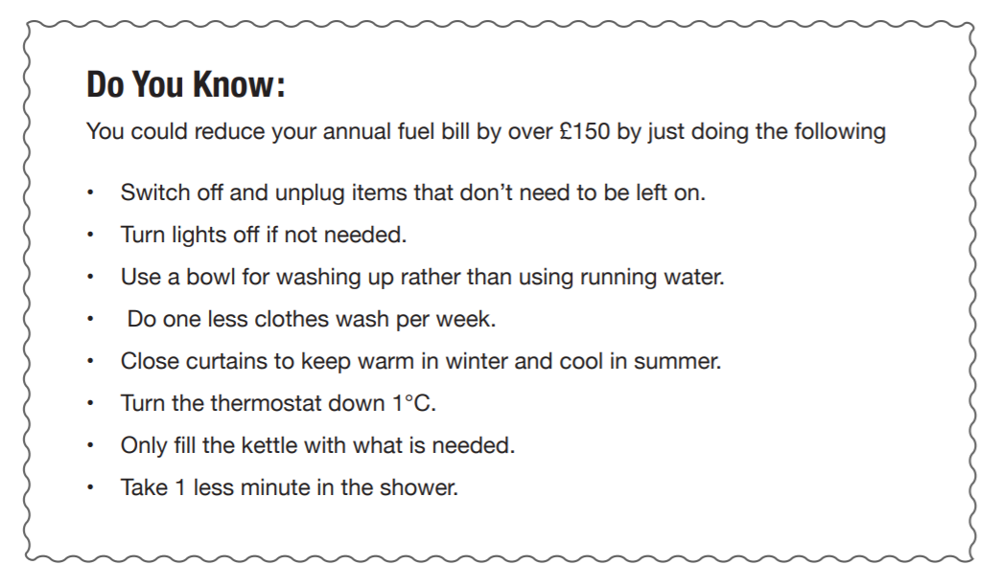 Do You Know:
You could reduce your annual fuel bill by over £150 by just doing the following
• Switch off and unplug items that don’t need to be left on.
• Turn lights off if not needed.
• Use a bowl for washing up rather than using running water.
• Do one less clothes wash per week.
• Close curtains to keep warm in winter and cool in summer.
• Turn the thermostat down 1°C.
• Only fill the kettle with what is needed.
• Take 1 less minute in the shower.